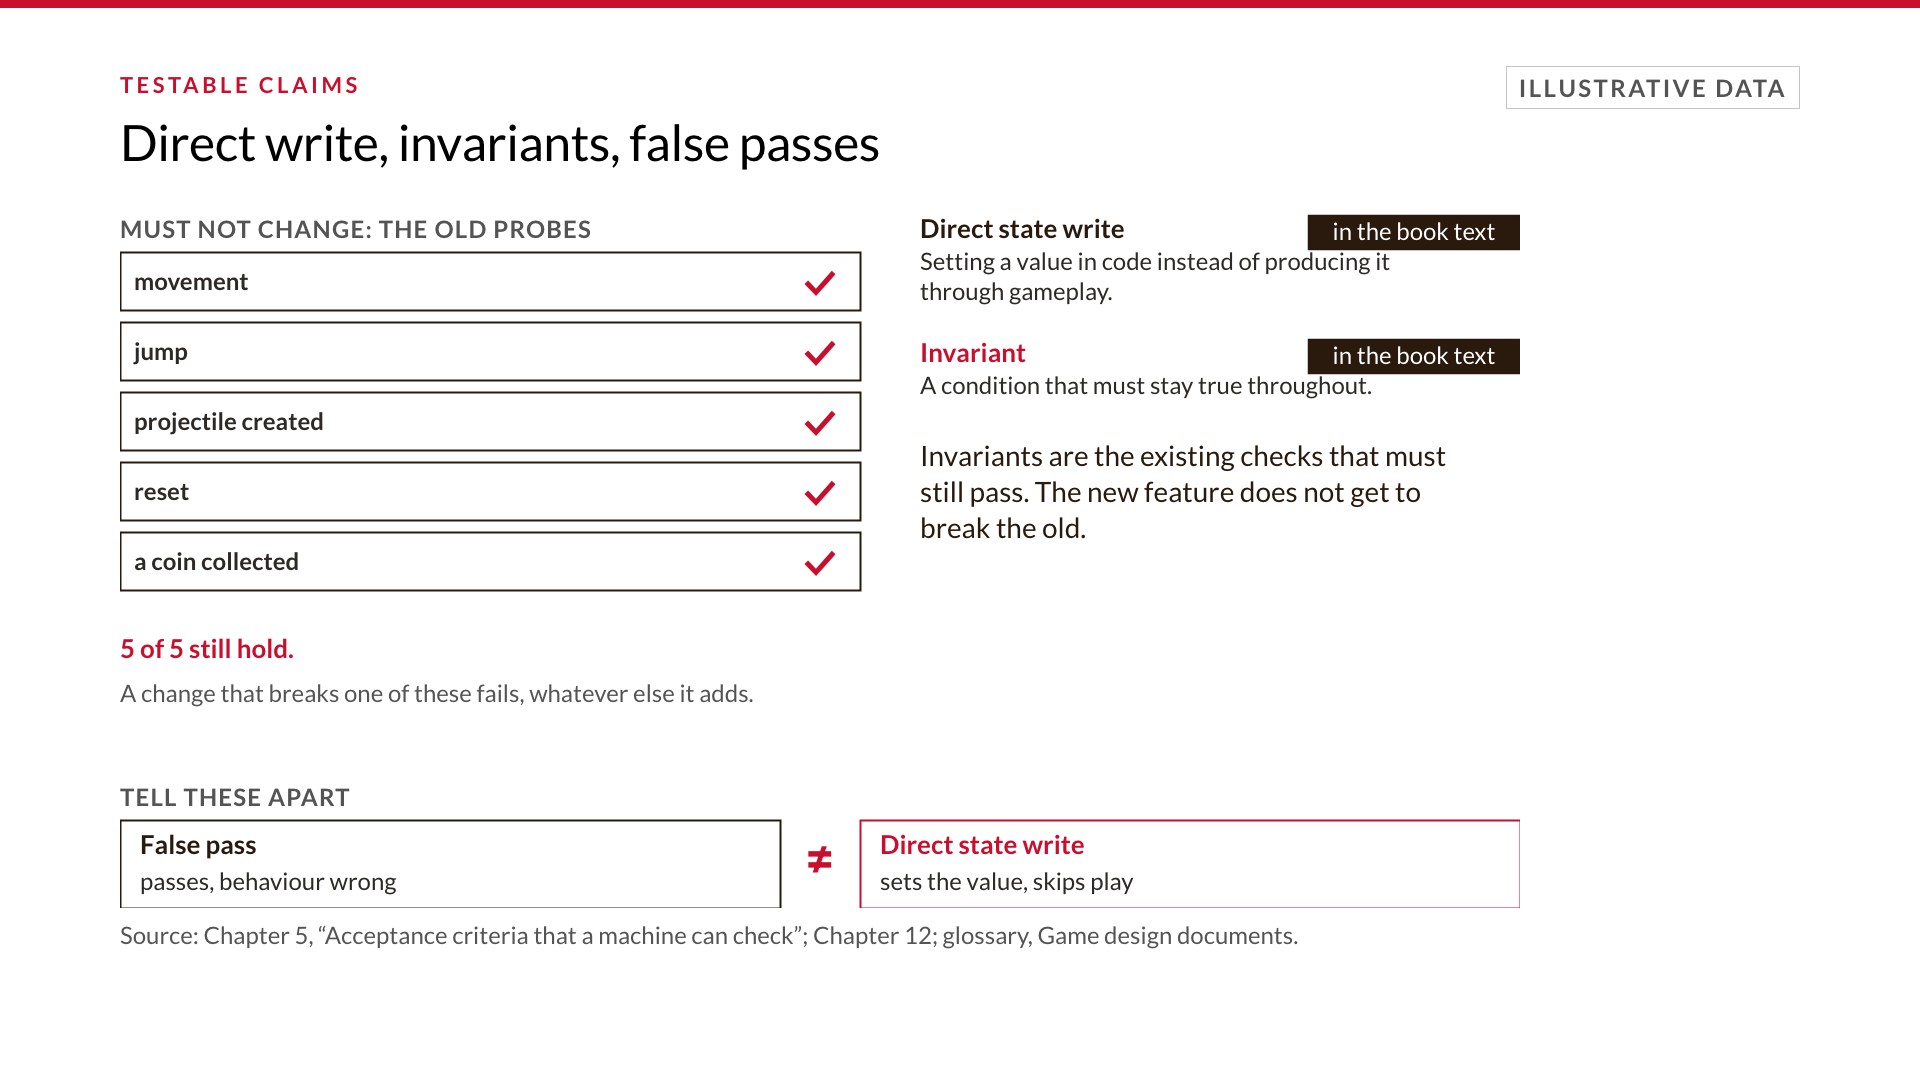 TESTABLE CLAIMS
ILLUSTRATIVE DATA
Direct write, invariants, false passes
MUST NOT CHANGE: THE OLD PROBES
movement
jump
projectile created
reset
a coin collected
5 of 5 still hold.
A change that breaks one of these fails, whatever else it adds.
Direct state write
in the book text
Setting a value in code instead of producing it
through gameplay.
Invariant
in the book text
A condition that must stay true throughout.
Invariants are the existing checks that must
still pass. The new feature does not get to
break the old.
TELL THESE APART
False pass
passes, behaviour wrong
≠
Direct state write
sets the value, skips play
Source: Chapter 5, “Acceptance criteria that a machine can check”; Chapter 12; glossary, Game design documents.